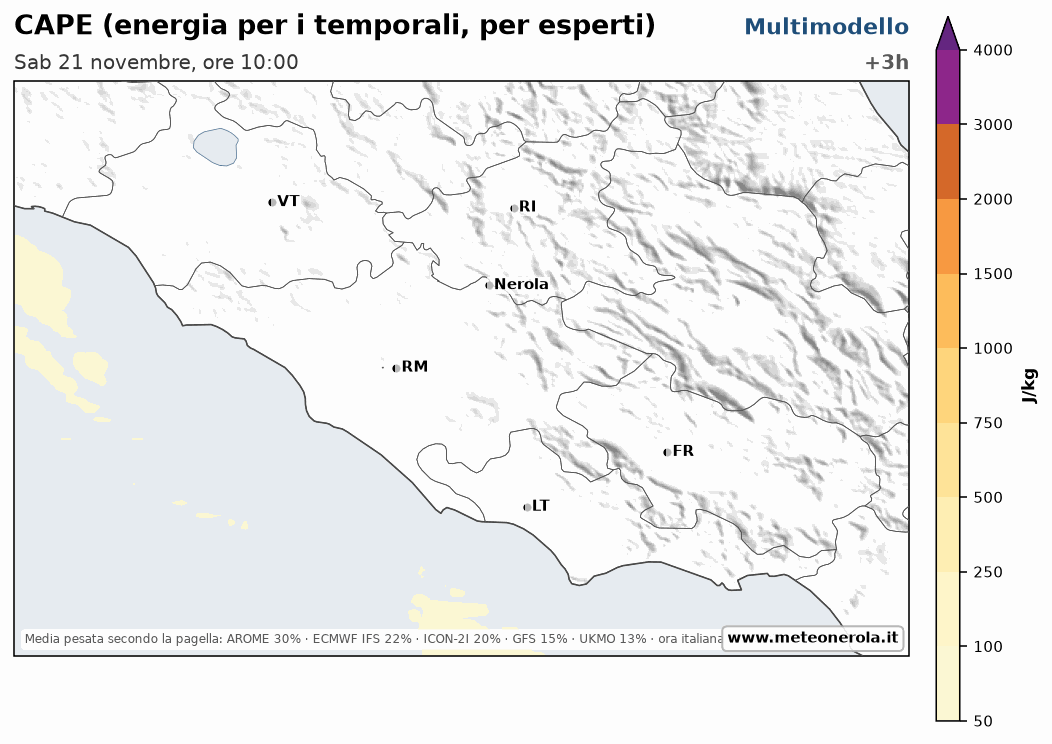 CAPE (energia per i temporali, per esperti)
Multimodello
Sab 21 novembre, ore 10:00
+3h
VT
RI
Nerola
RM
FR
LT
Media pesata secondo la pagella: AROME 30% · ECMWF IFS 22% · ICON-2I 20% · GFS 15% · UKMO 13% · ora italiana
www.meteonerola.it
4000
3000
2000
1500
1000
750
500
250
100
50
J/kg